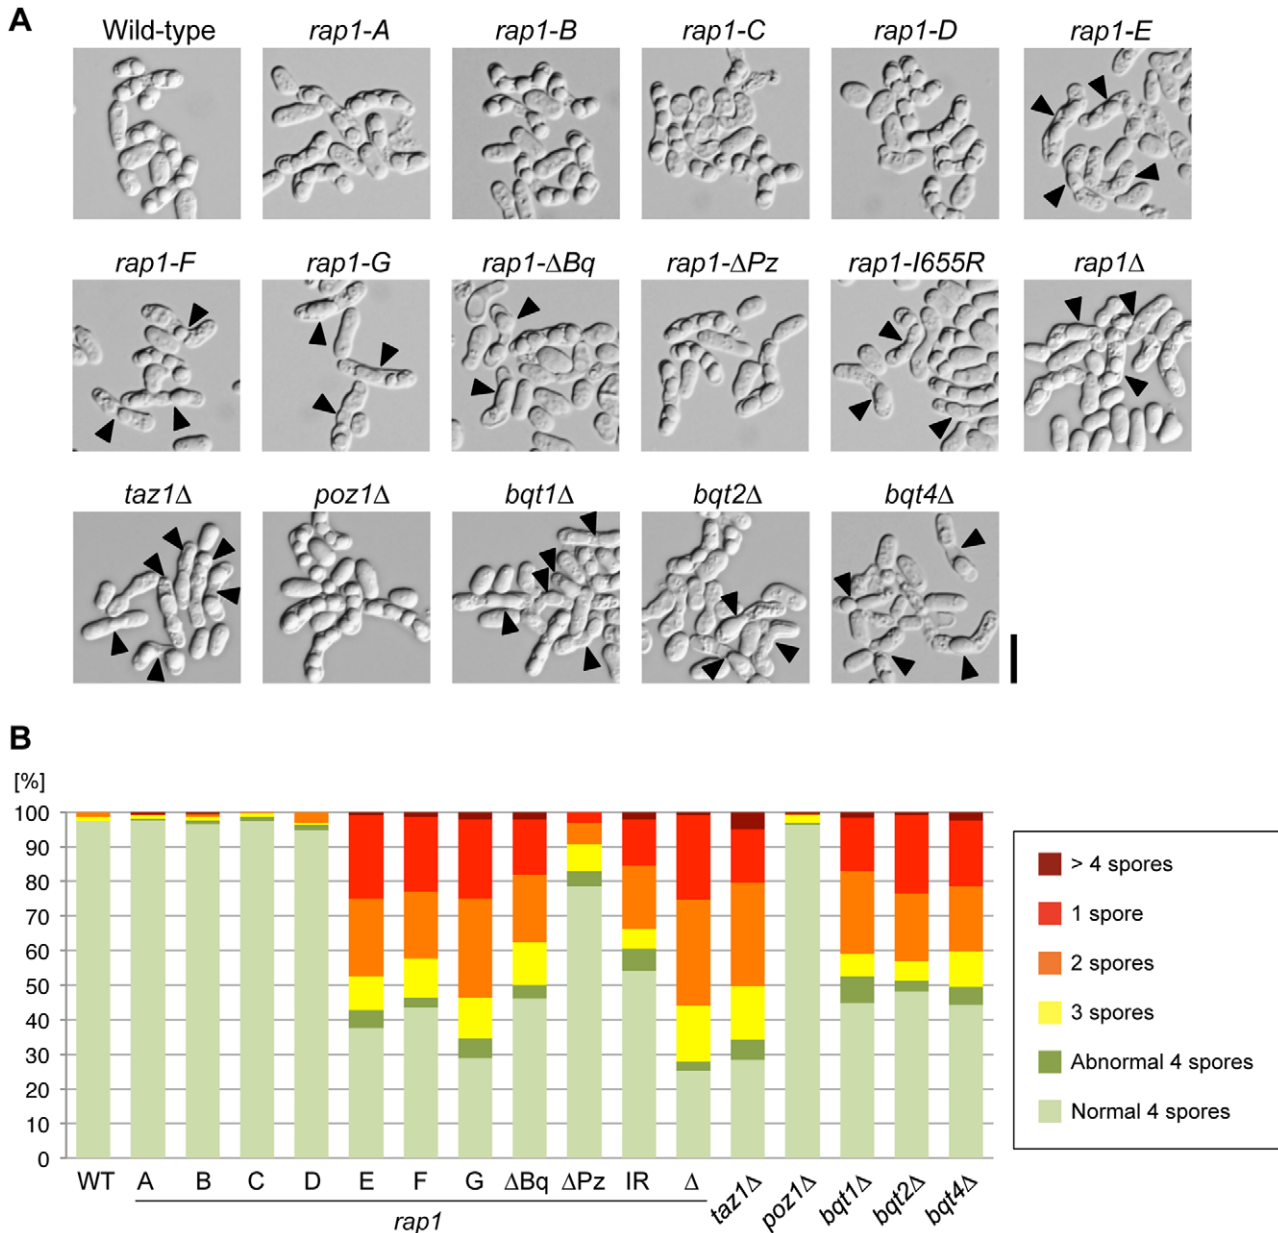 A
Wild-type rap1-A rap1-B rap1-C rap1-D rap1-E
rap1-F rap1-G rap1-ΔBq rap1-ΔPz rap1-I655R rap1Δ
taz1Δ poz1Δ bqt1Δ bqt2Δ bqt4Δ
B
[%]
100
90
80
70
60
50
40
30
20
10
0
WT A B C D E F G ΔBq ΔPz IR Δ taz1Δ poz1Δ bqt1Δ bqt2Δ bqt4Δ
rap1
> 4 spores
1 spore
2 spores
3 spores
Abnormal 4 spores
Normal 4 spores